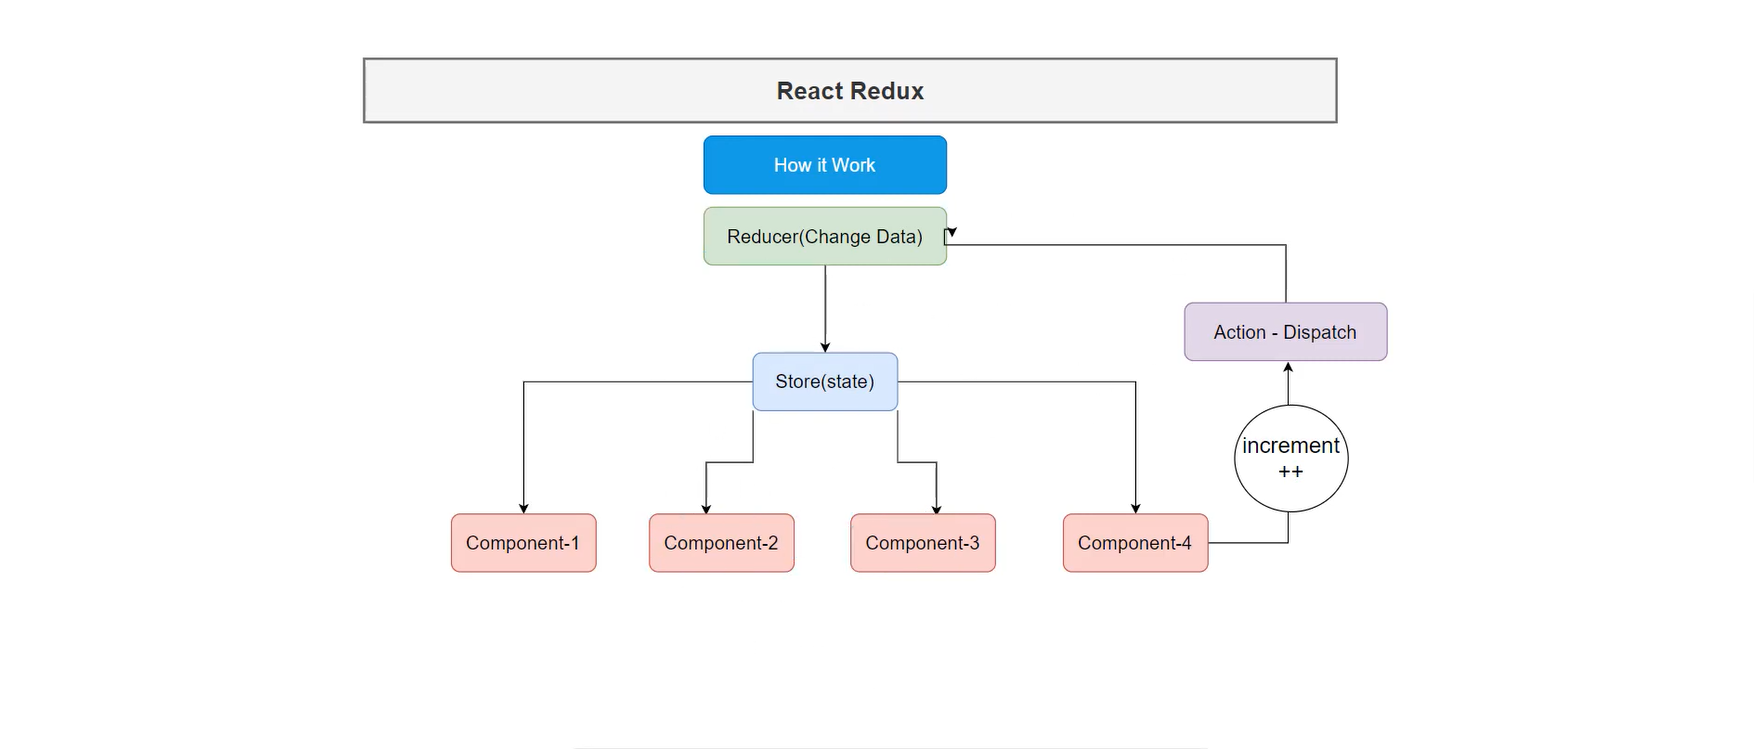 React Redux
How it Work
Reducer(Change Data)
Action - Dispatch
Store(state)
increment
++
Component-1
Component-2
Component-3
Component-4